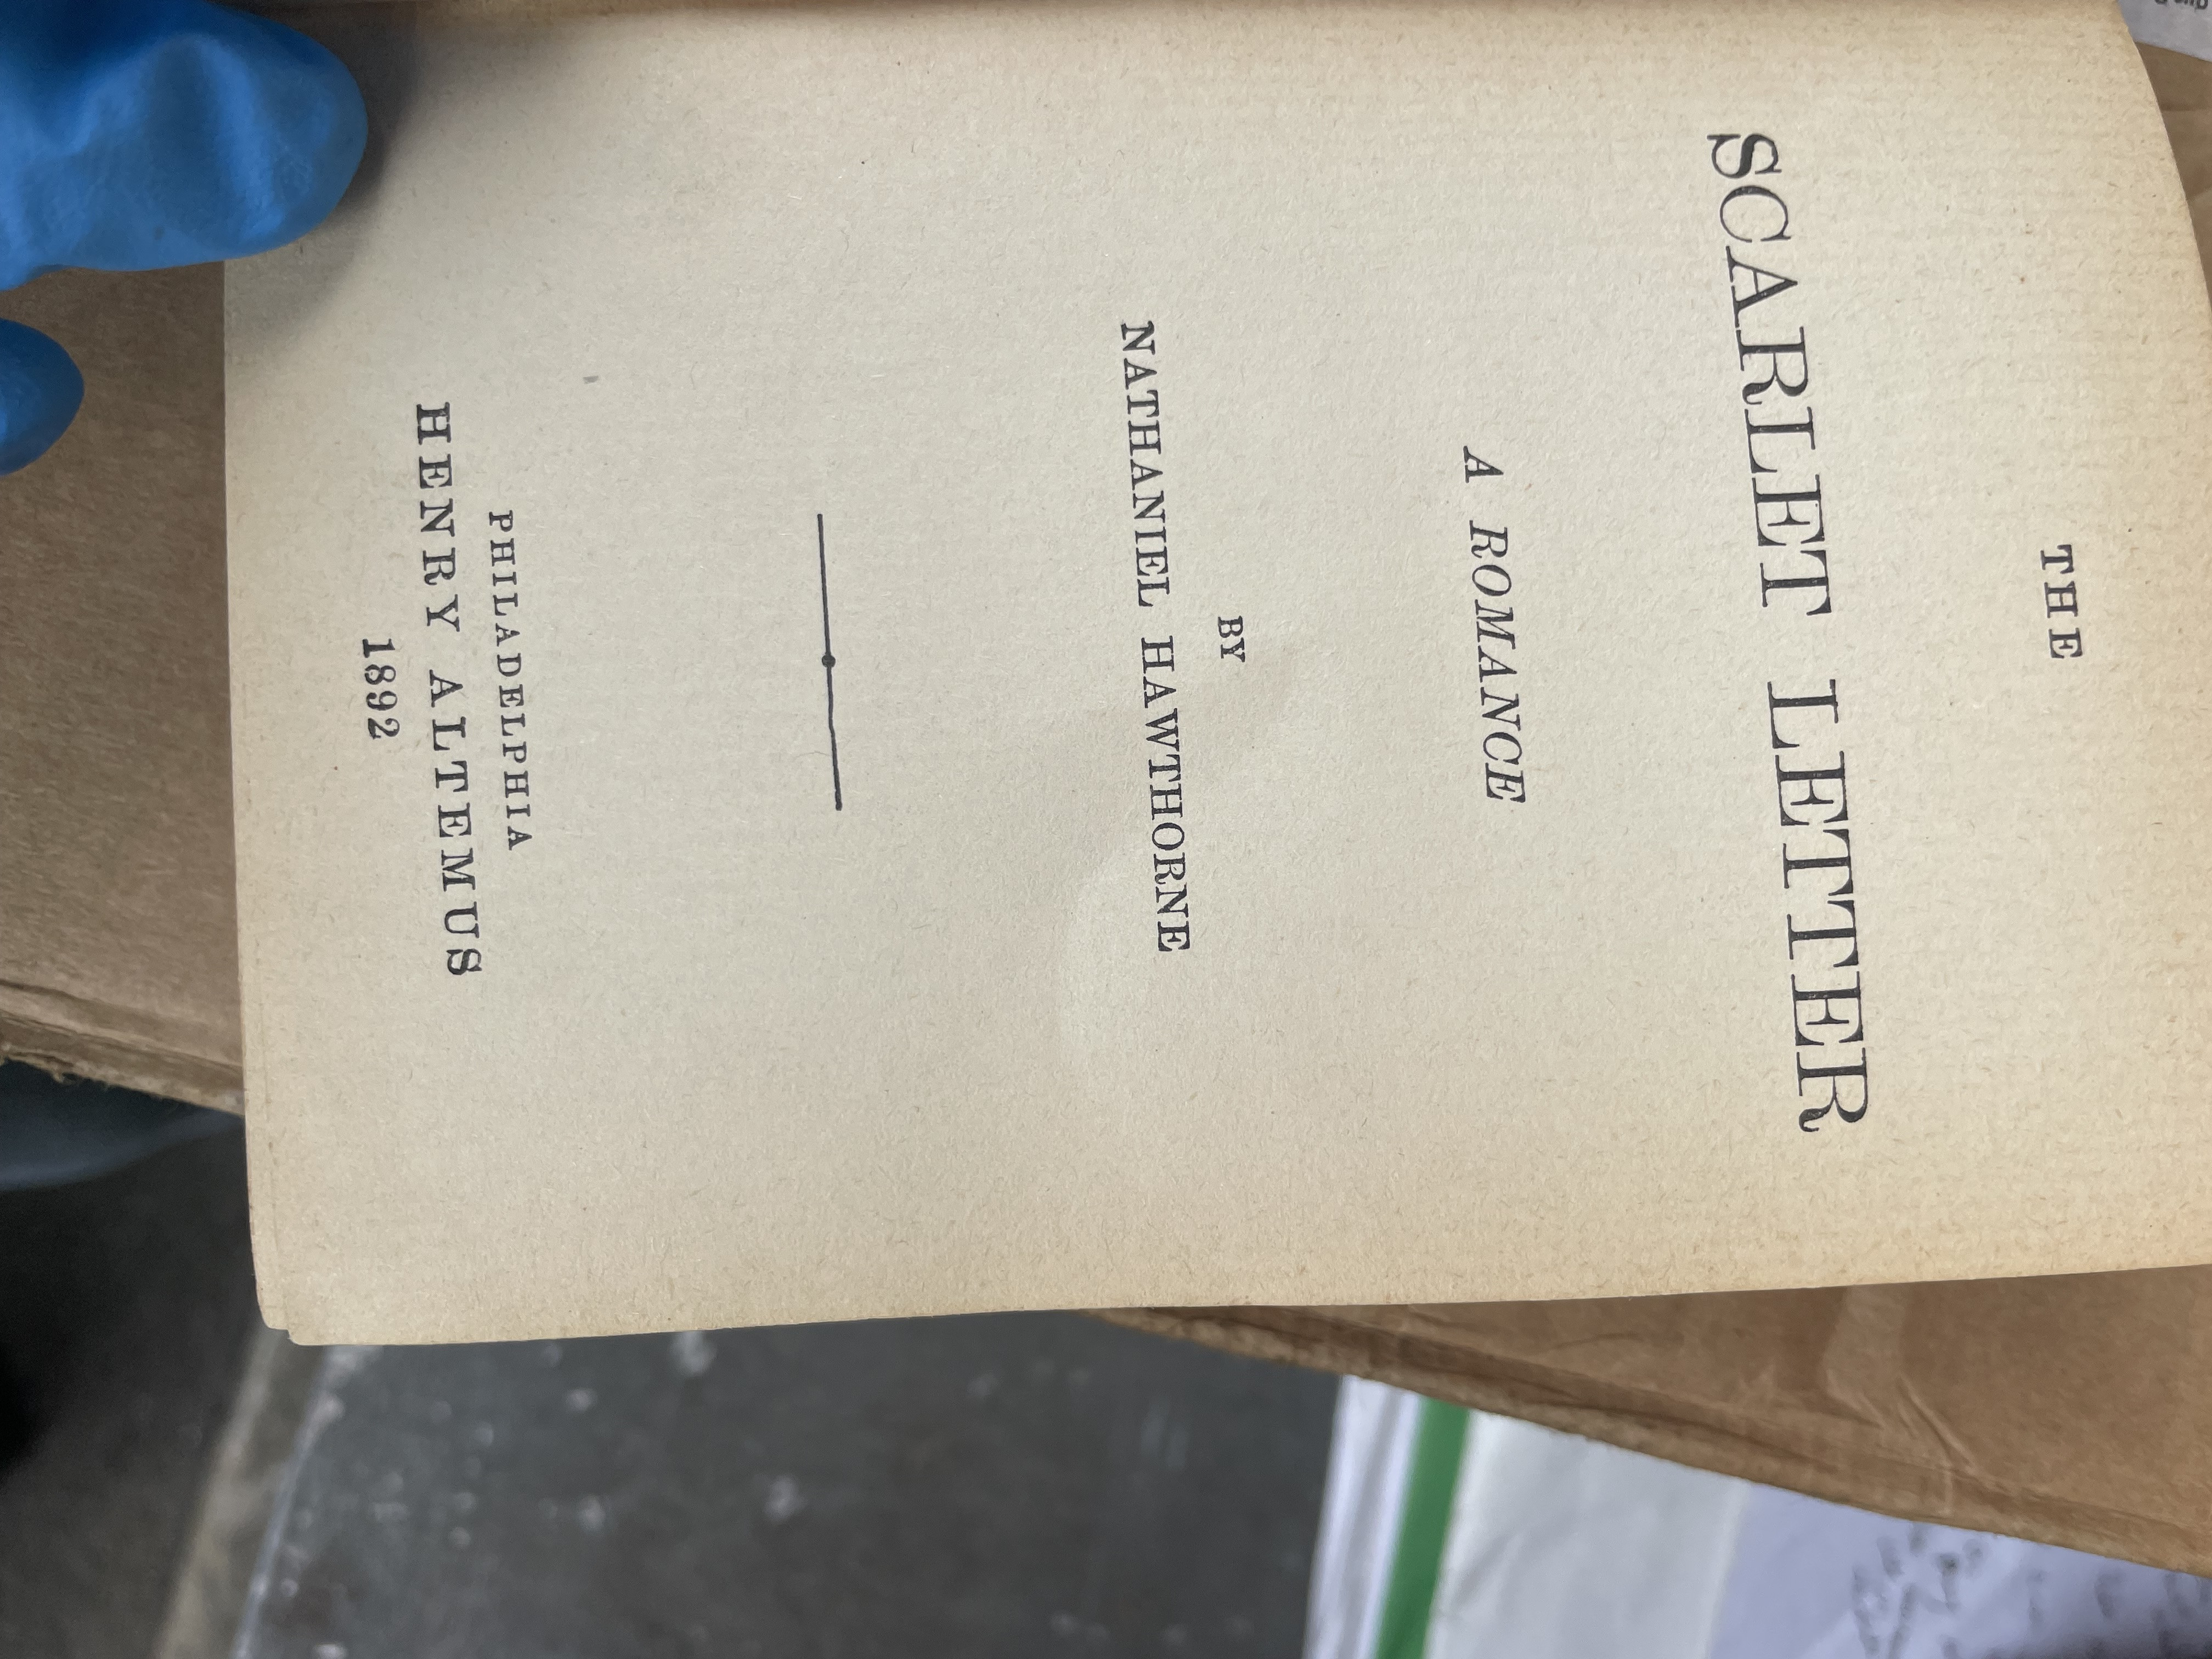 THE
SCARLET LETTER
A ROMANCE
BY
NATHANIEL HAWTHORNE
PHILADELPHIA
HENRY ALTEMUS
1892